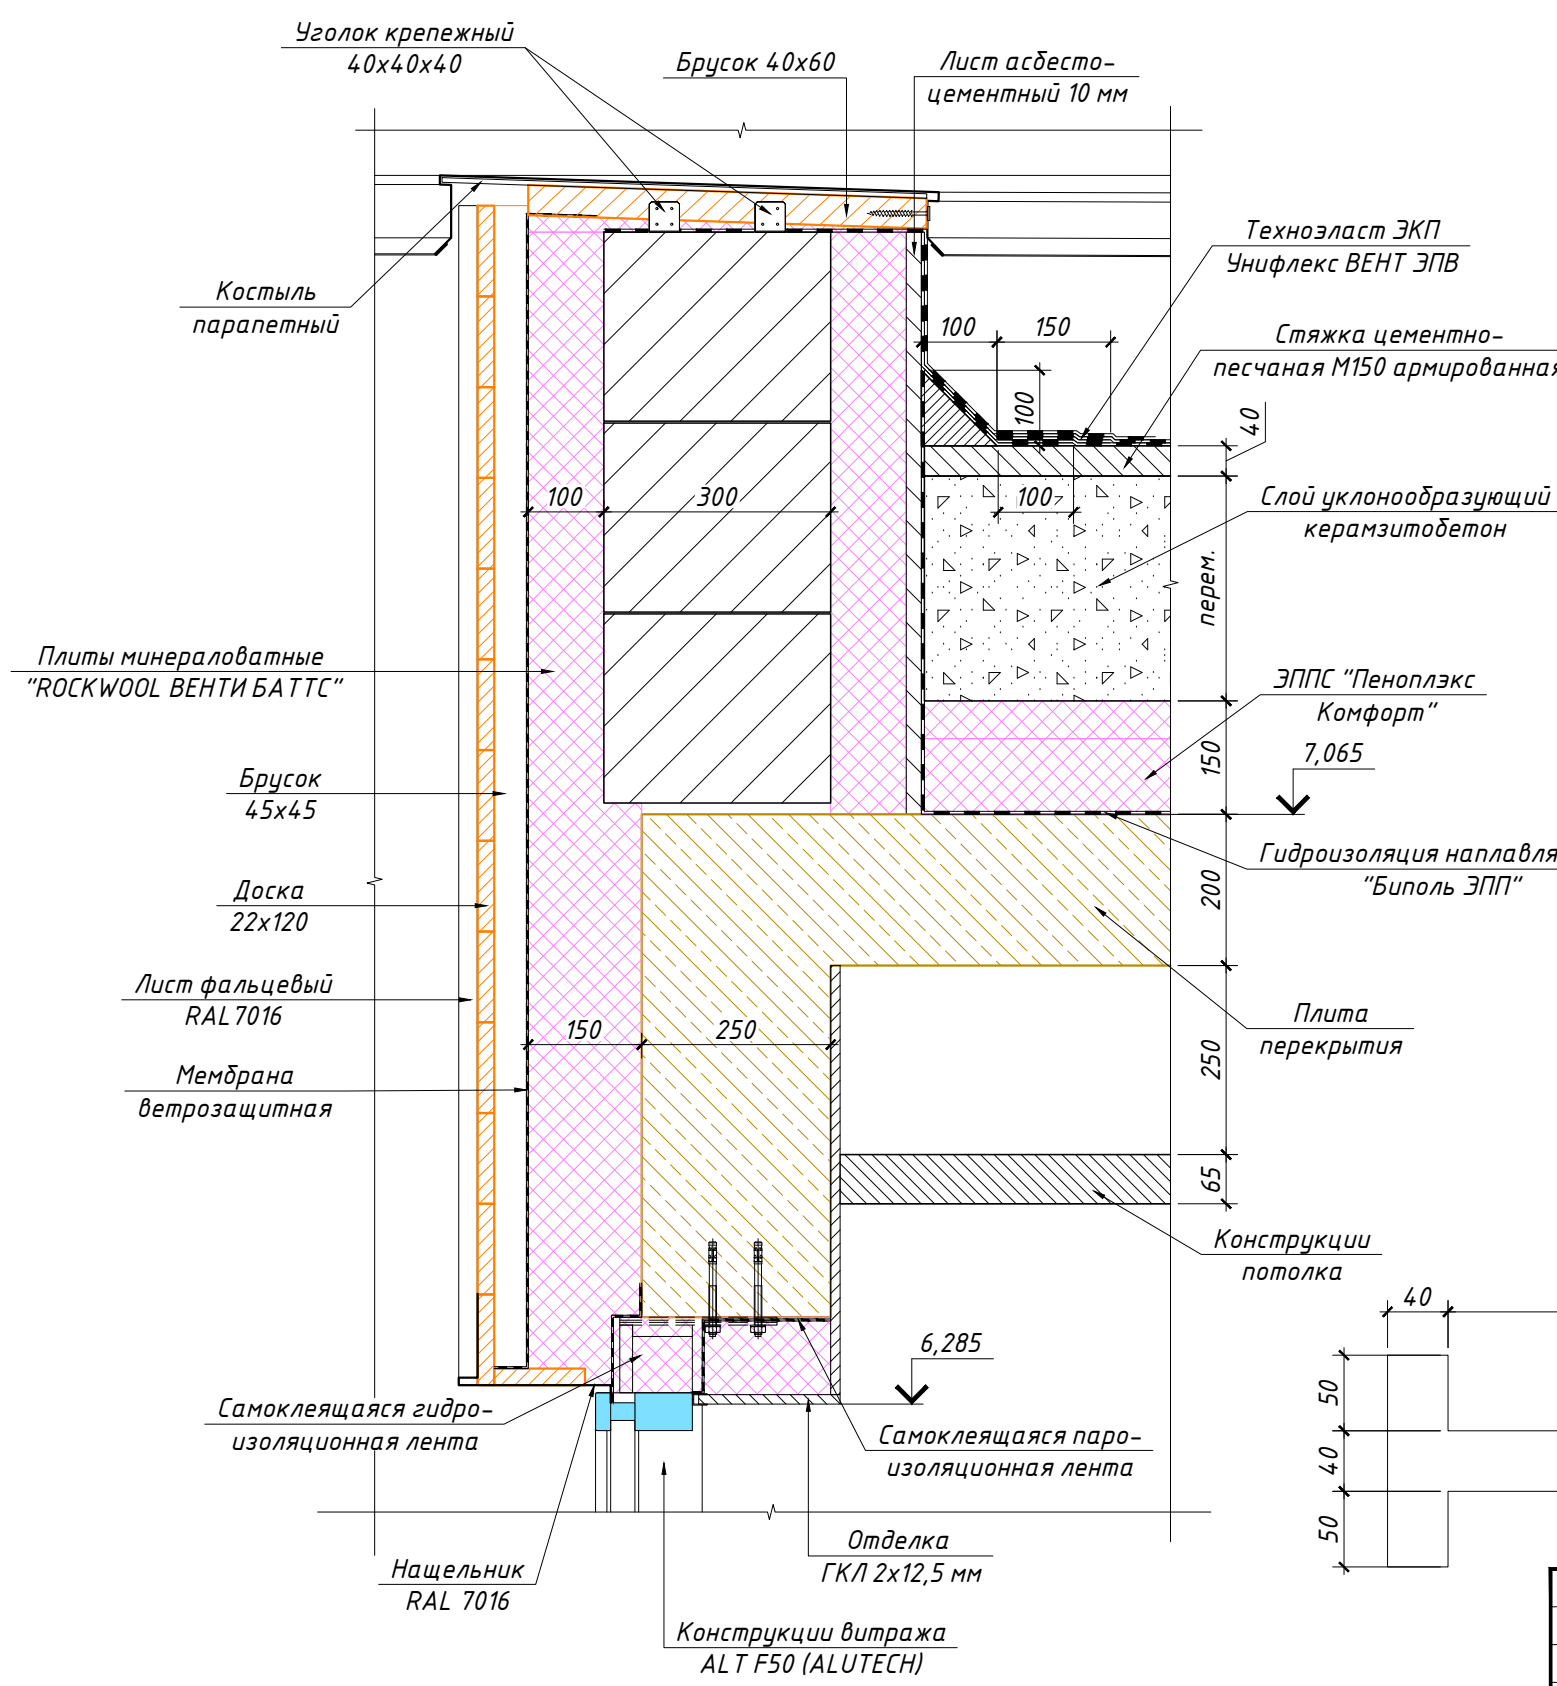 Уголок крепежный
40х40х40
Брусок 40х60
Лист асбесто-
цементный 10 мм
Техноэласт ЭКП
Унифлекс ВЕНТ ЭПВ
Костыль
парапетный
100
150
Стяжка цементно-
песчаная М150 армированная
100
40
100
300
100
Слой уклонообразующий
керамзитобетон
перем.
Плиты минераловатные
"ROCKWOOL ВЕНТИ БАТТС"
ЭППС "Пеноплэкс
Комфорт"
150
7,065
Брусок
45х45
Гидроизоляция наплавля
"Биполь ЭПП"
200
Доска
22х120
Лист фальцевый
RAL7016
Плита
перекрытия
150
250
250
Мембрана
ветрозащитная
65
Конструкции
потолка
40
6,285
50
Самоклеящаяся гидро-
изоляционная лента
Самоклеящаяся паро-
изоляционная лента
40
50
Отделка
ГКЛ 2х12,5 мм
Нащельник
RAL 7016
Конструкции витража
ALT F50 (ALUTECH)